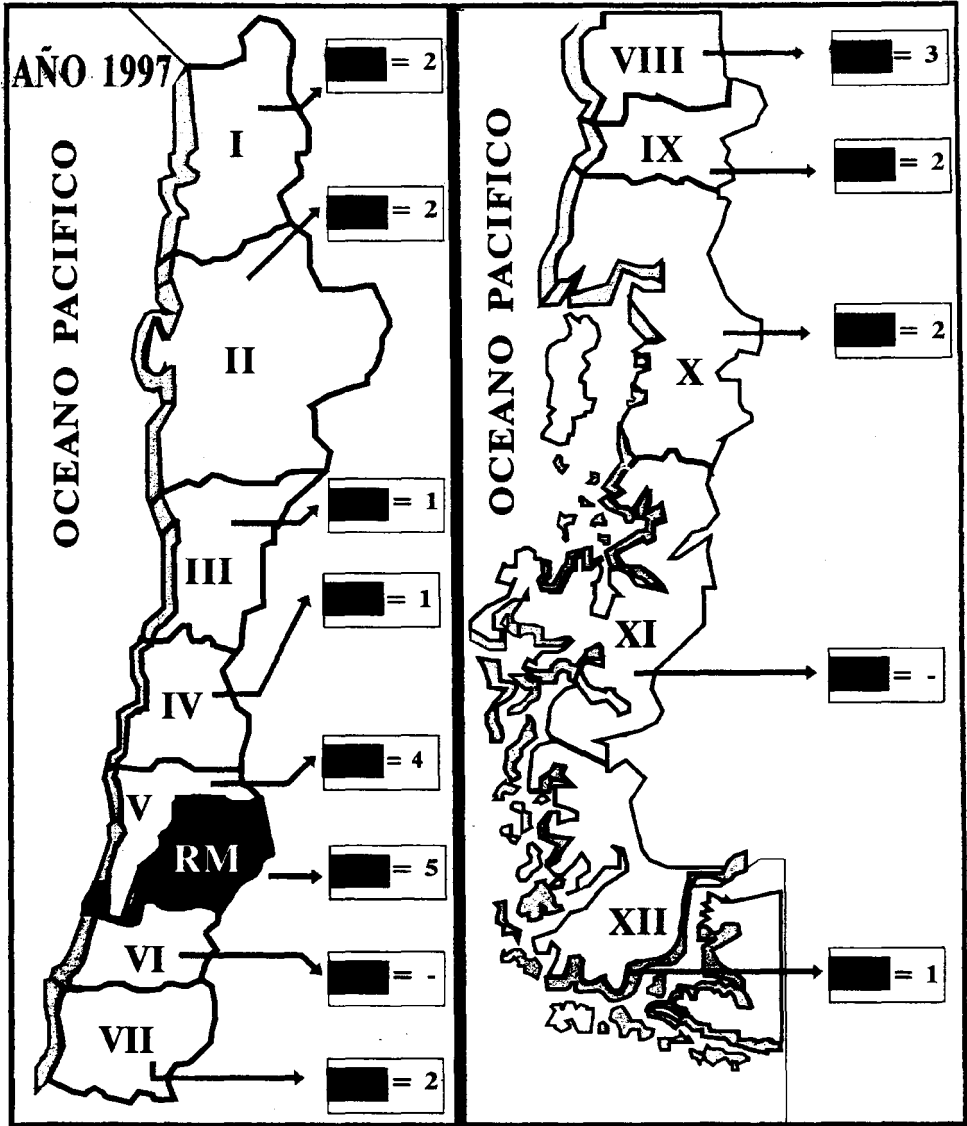 AÑO 1997
OCEANO PACIFICO
I
= 2
= 2
II
= 1
III
= 1
IV
= 4
V
RM
= 5
VI
= -
VII
= 2
OCEANO PACIFICO
VIII
= 3
IX
= 2
= 2
X
XI
= -
XII
= 1